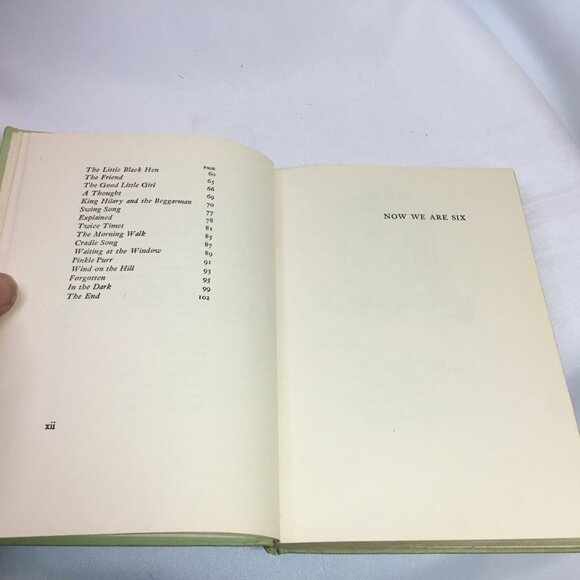 PAGE
The Little Black Hen 60
The Friend 65
The Good Little Girl 66
A Thought 69
King Hilary and the Beggarman 70
Swing Song 77
Explained 78
Twice Times 81
The Morning Walk 85
Cradle Song 87
Waiting at the Window 89
Pinkle Purr 91
Wind on the Hill 93
Forgotten 95
In the Dark 99
The End 102
xii
NOW WE ARE SIX